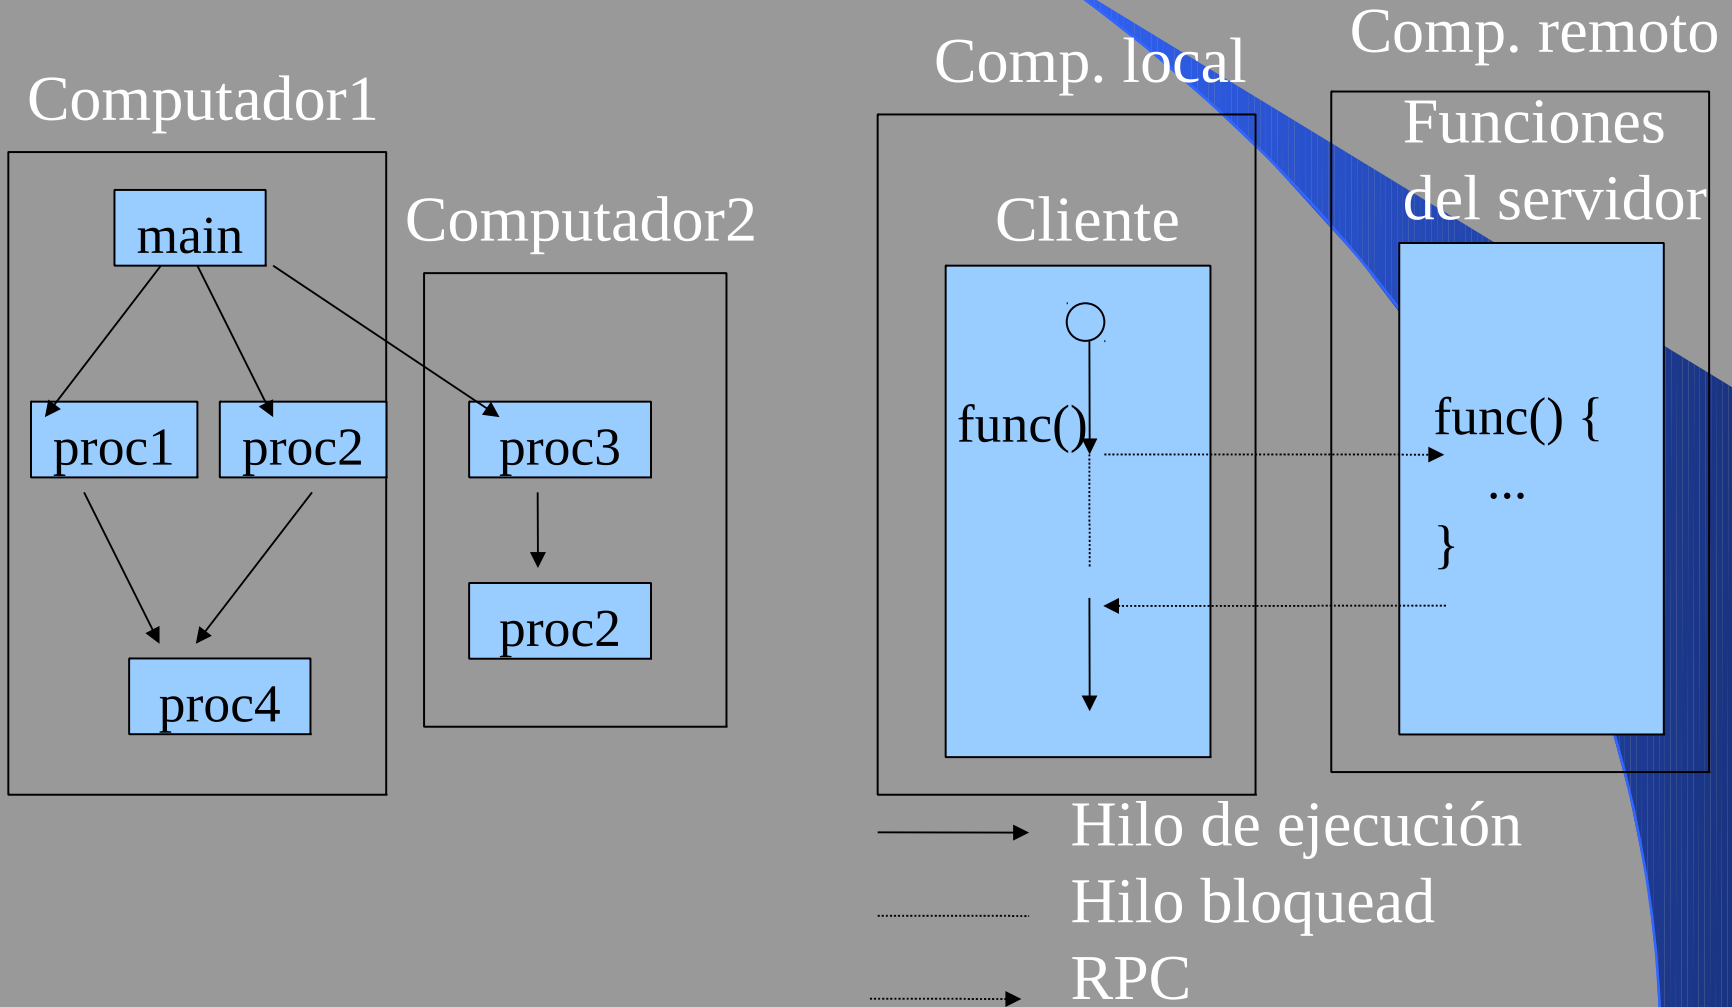 Computador1
main
proc1
proc2
proc4
Computador2
proc3
proc2
Comp. local
Cliente
func()
Comp. remoto
Funciones
del servidor
func() {
...
}
Hilo de ejecución
Hilo bloquead
RPC